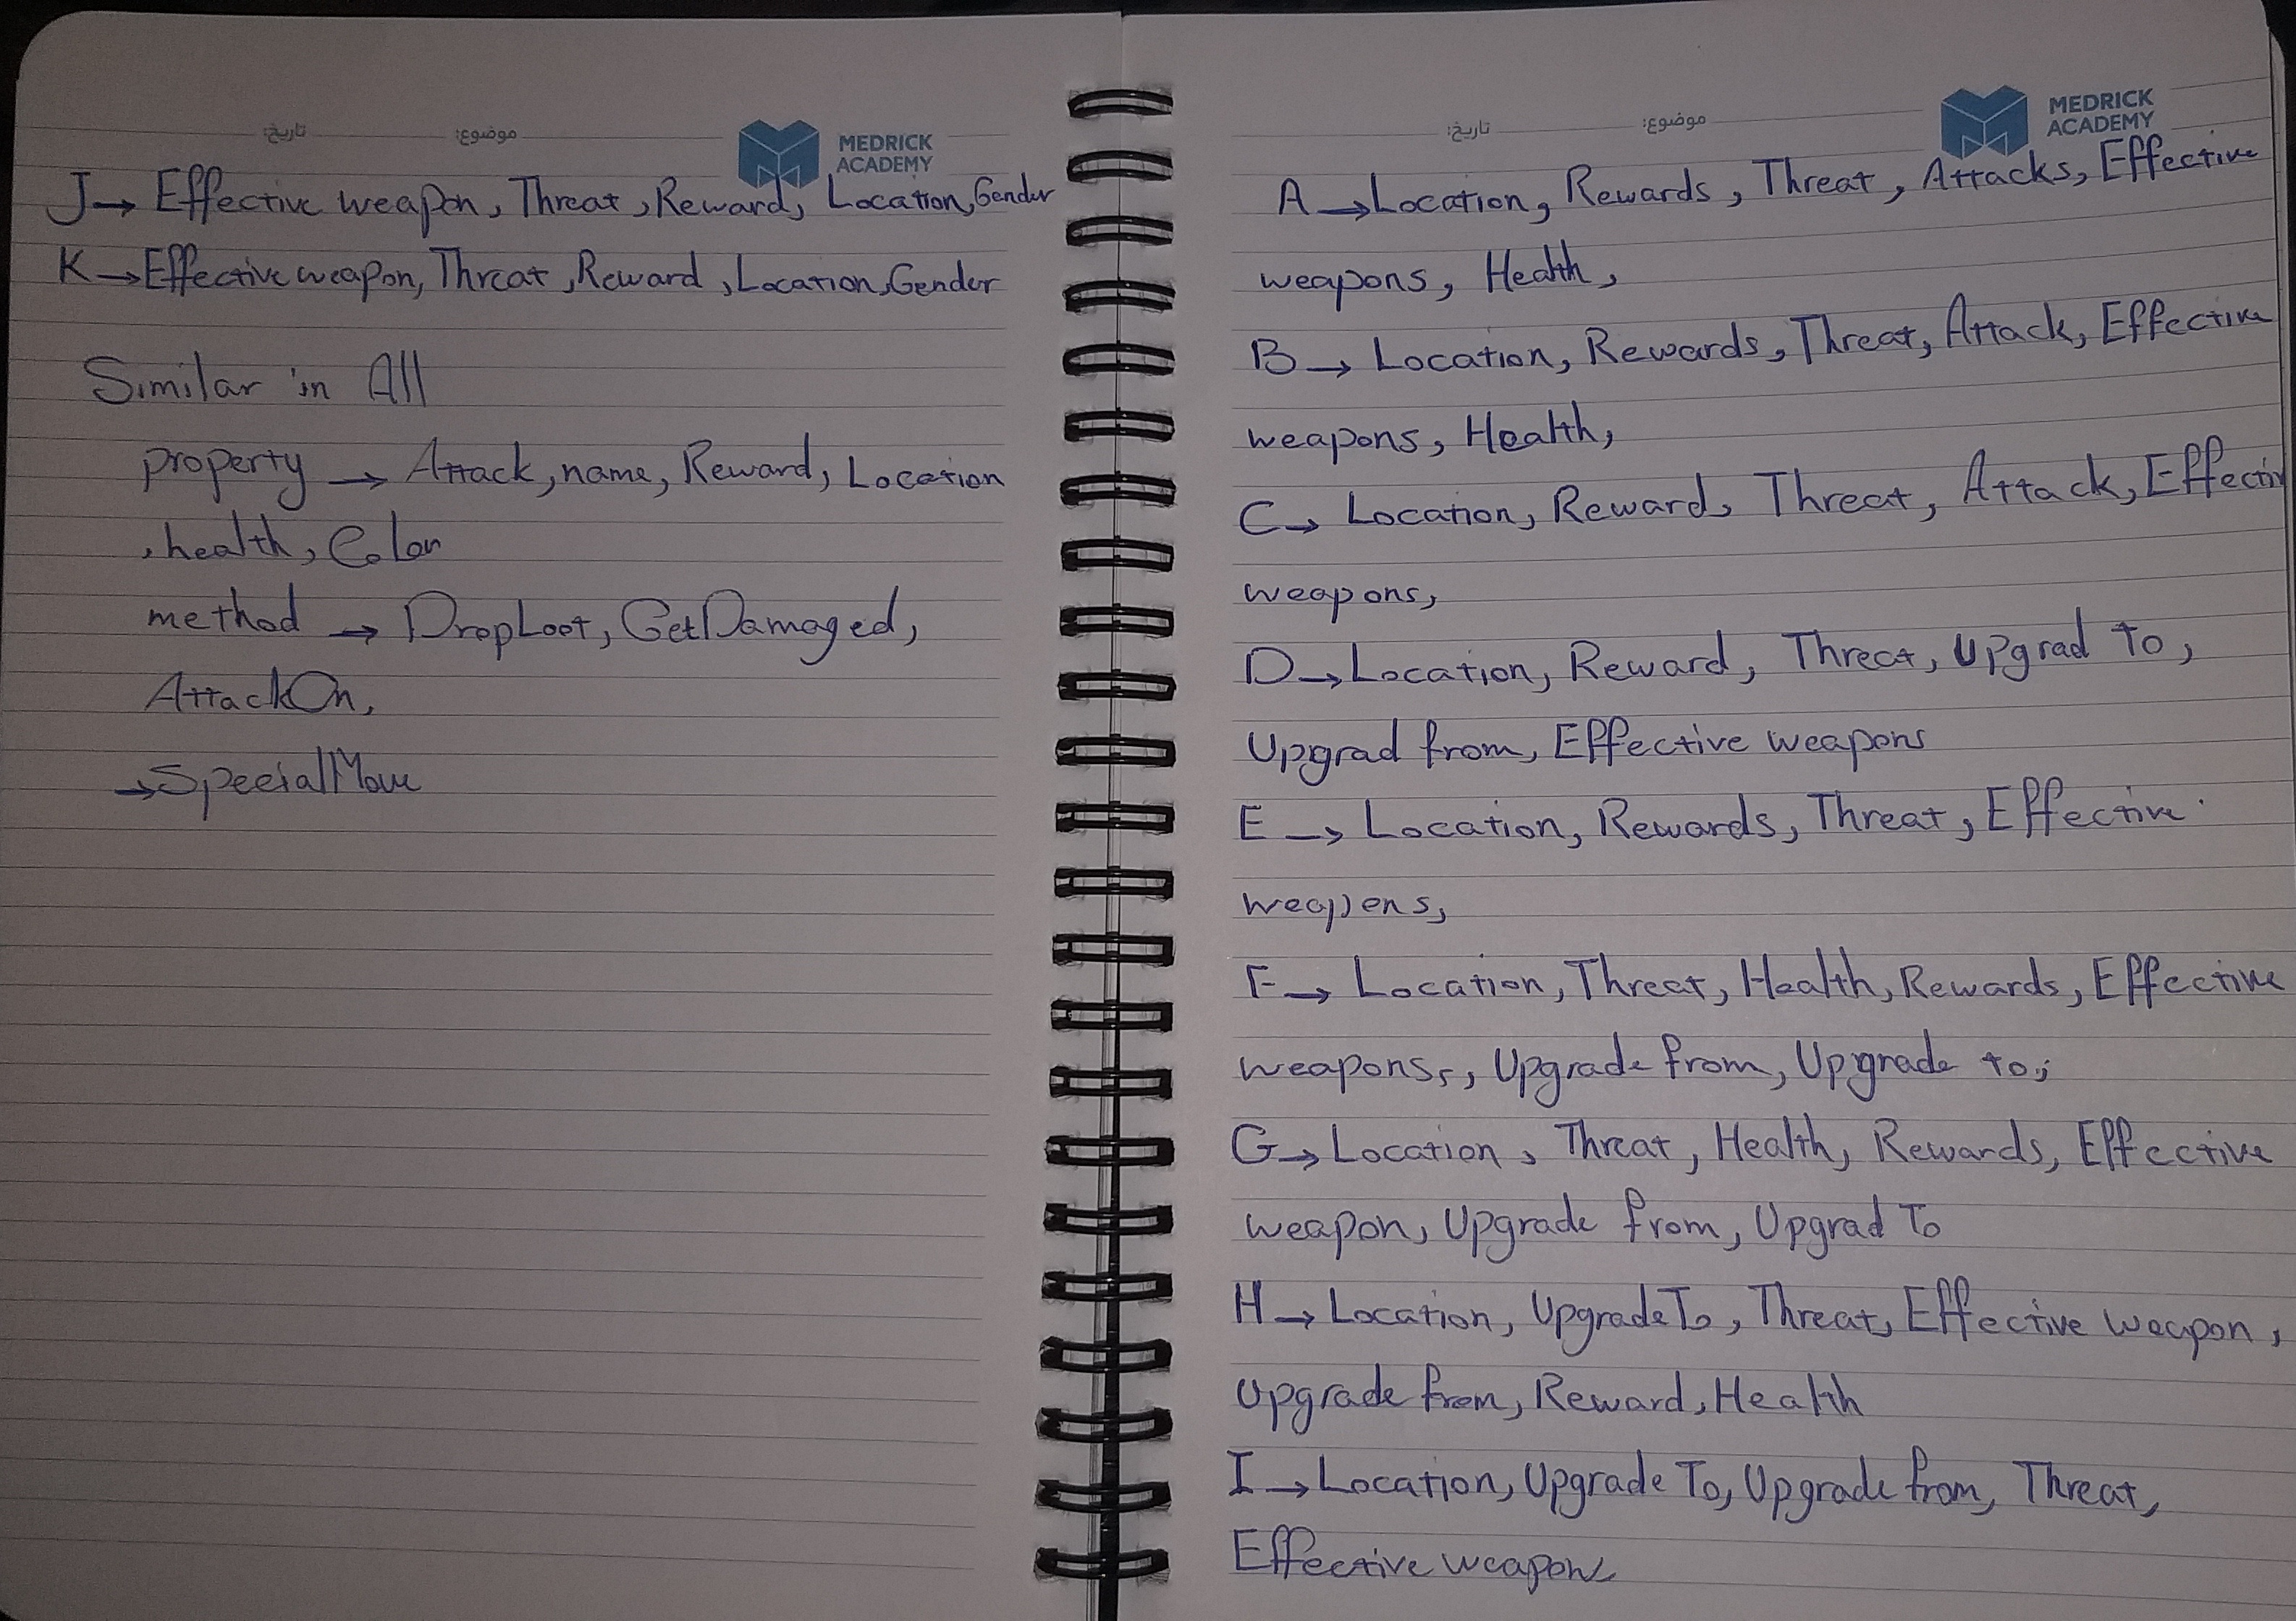 تاریخ:
موضوع:
MEDRICK
ACADEMY
J→ Effective weapon, Threat, Reward, Location, Gender
K→Effective weapon, Threat, Reward, Location, Gender
Similar in All
property → Attack, name, Reward, Location
, health, Color
method → DropLoot, GetDamaged,
AttackOn,
→SpecialMove
تاریخ:
موضوع:
MEDRICK
ACADEMY
A→Location, Rewards, Threat, Attacks, Effective
weapons, Health,
B→ Location, Rewards, Threat, Attack, Effective
weapons, Health,
C→ Location, Reward, Threat, Attack, Effectiv
weapons,
D→Location, Reward, Threat, Upgrad To,
Upgrad from, Effective weapons
E→ Location, Rewards, Threat, Effective
weapens,
F→ Location, Threat, Health, Rewards, Effective
weapons,, Upgrade from, Upgrade to,
G→Location, Threat, Health, Rewards, Effective
weapon, Upgrade from, Upgrad To
H→Location, UpgradeTo, Threat, Effective weapon,
Upgrade from, Reward, Health
I→Location, Upgrade To, Upgrade from, Threat,
Effective weapon